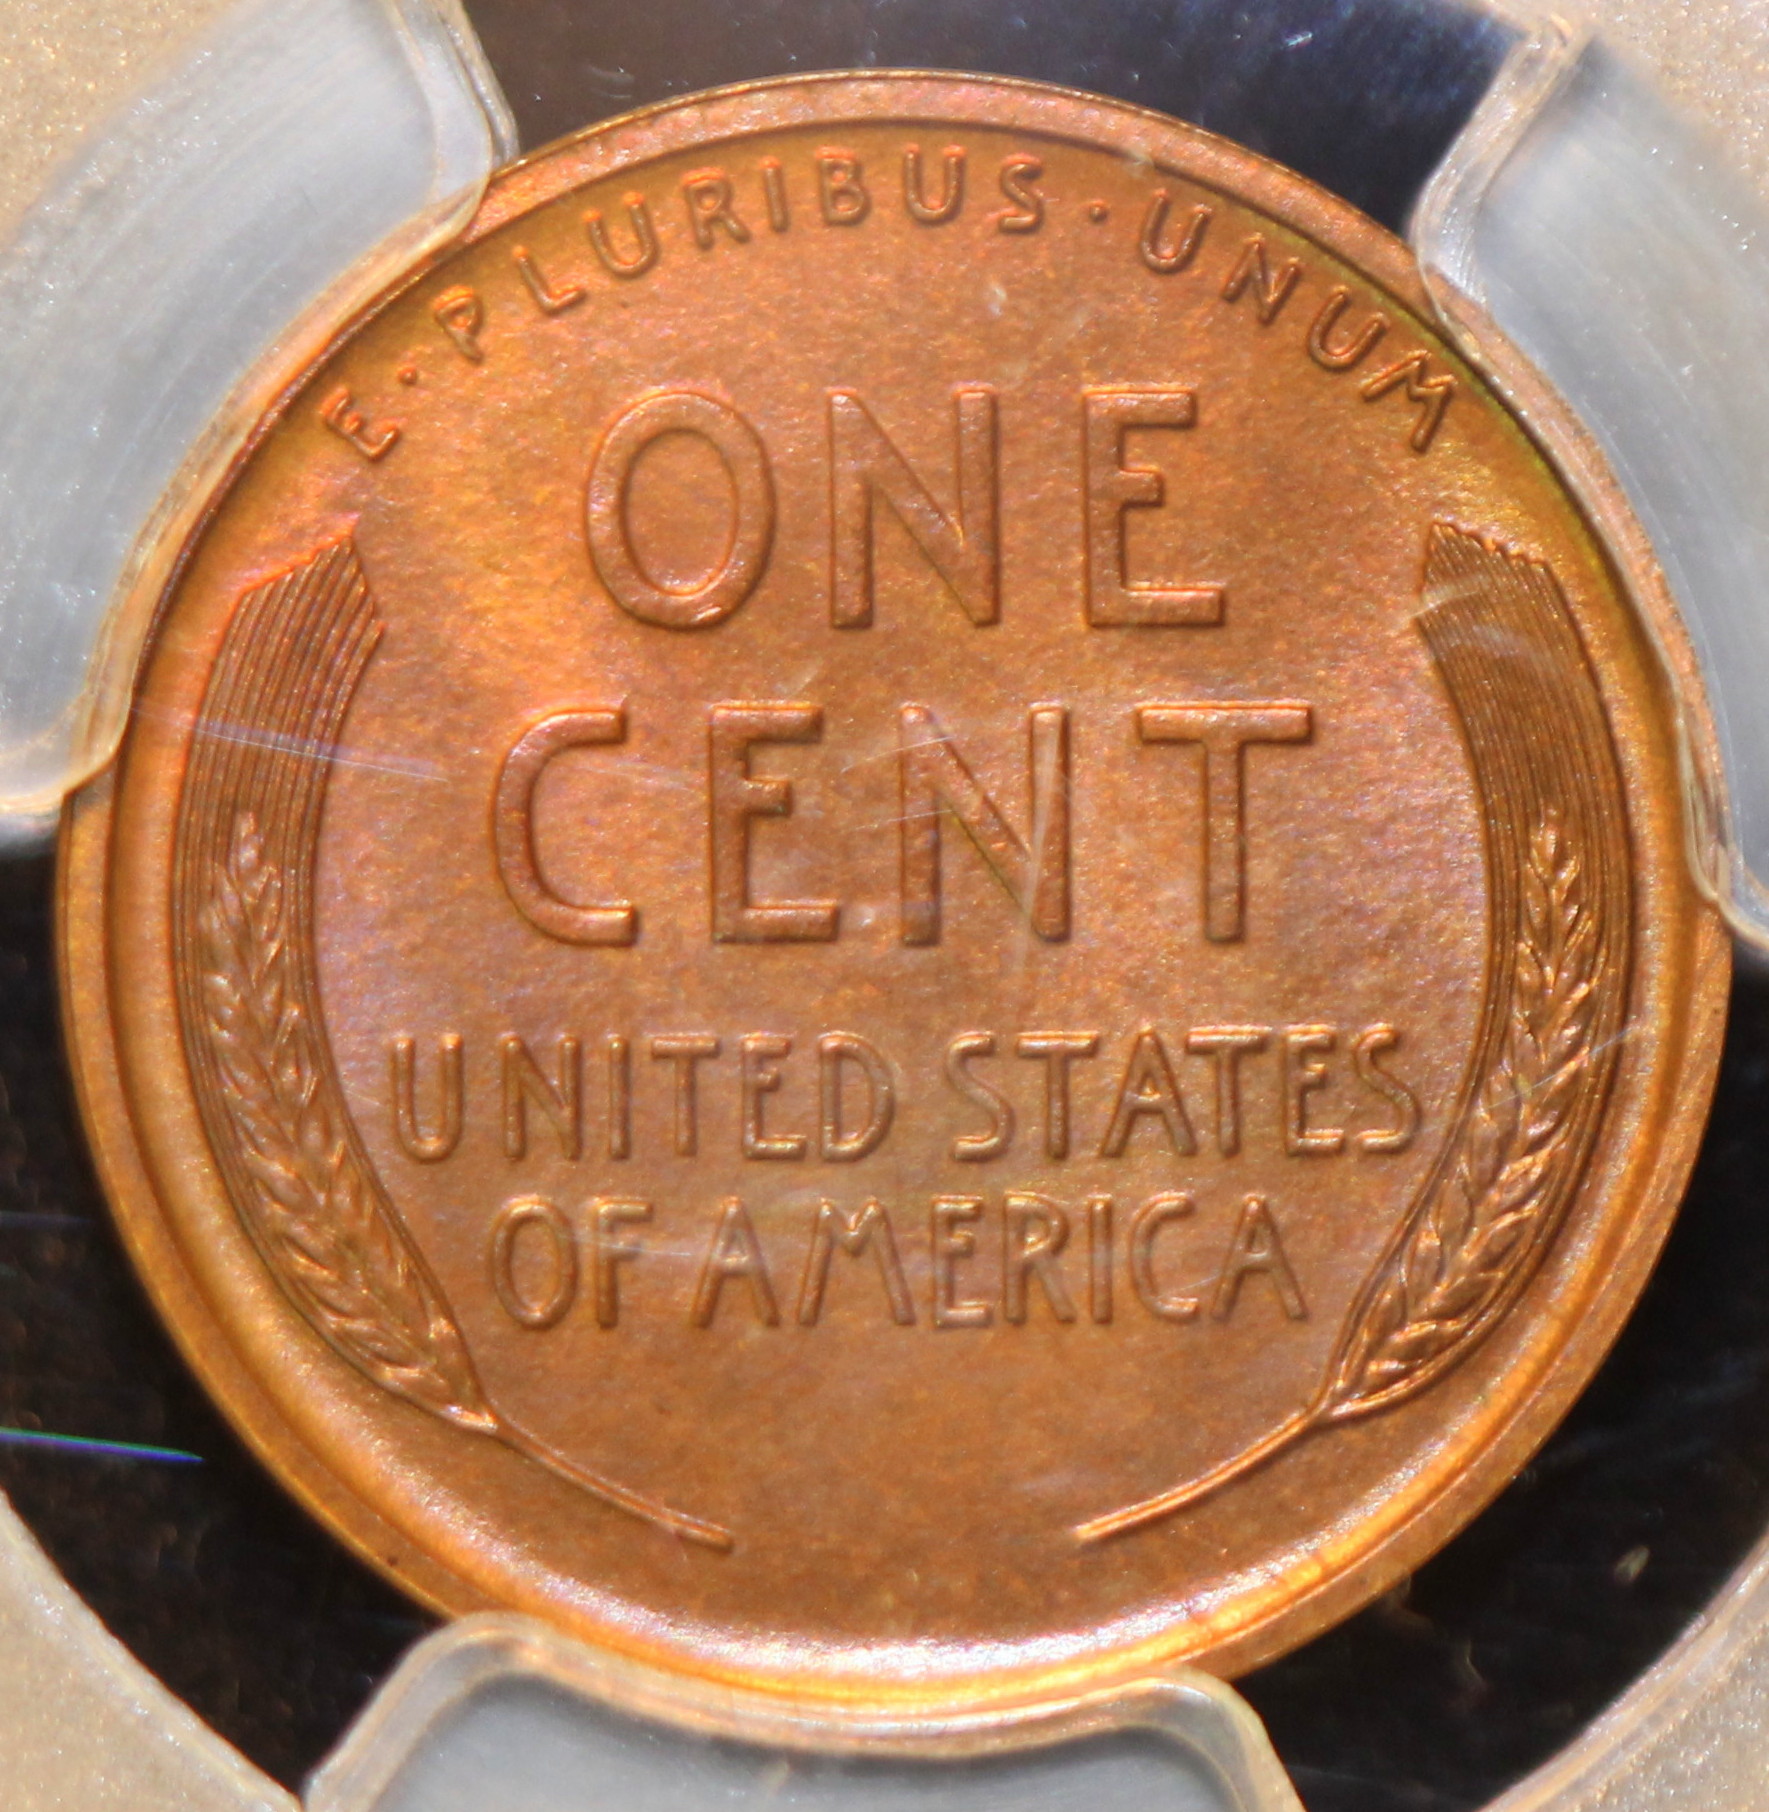 E · PLURIBUS · UNUM
ONE
CENT
UNITED STATES
OF AMERICA